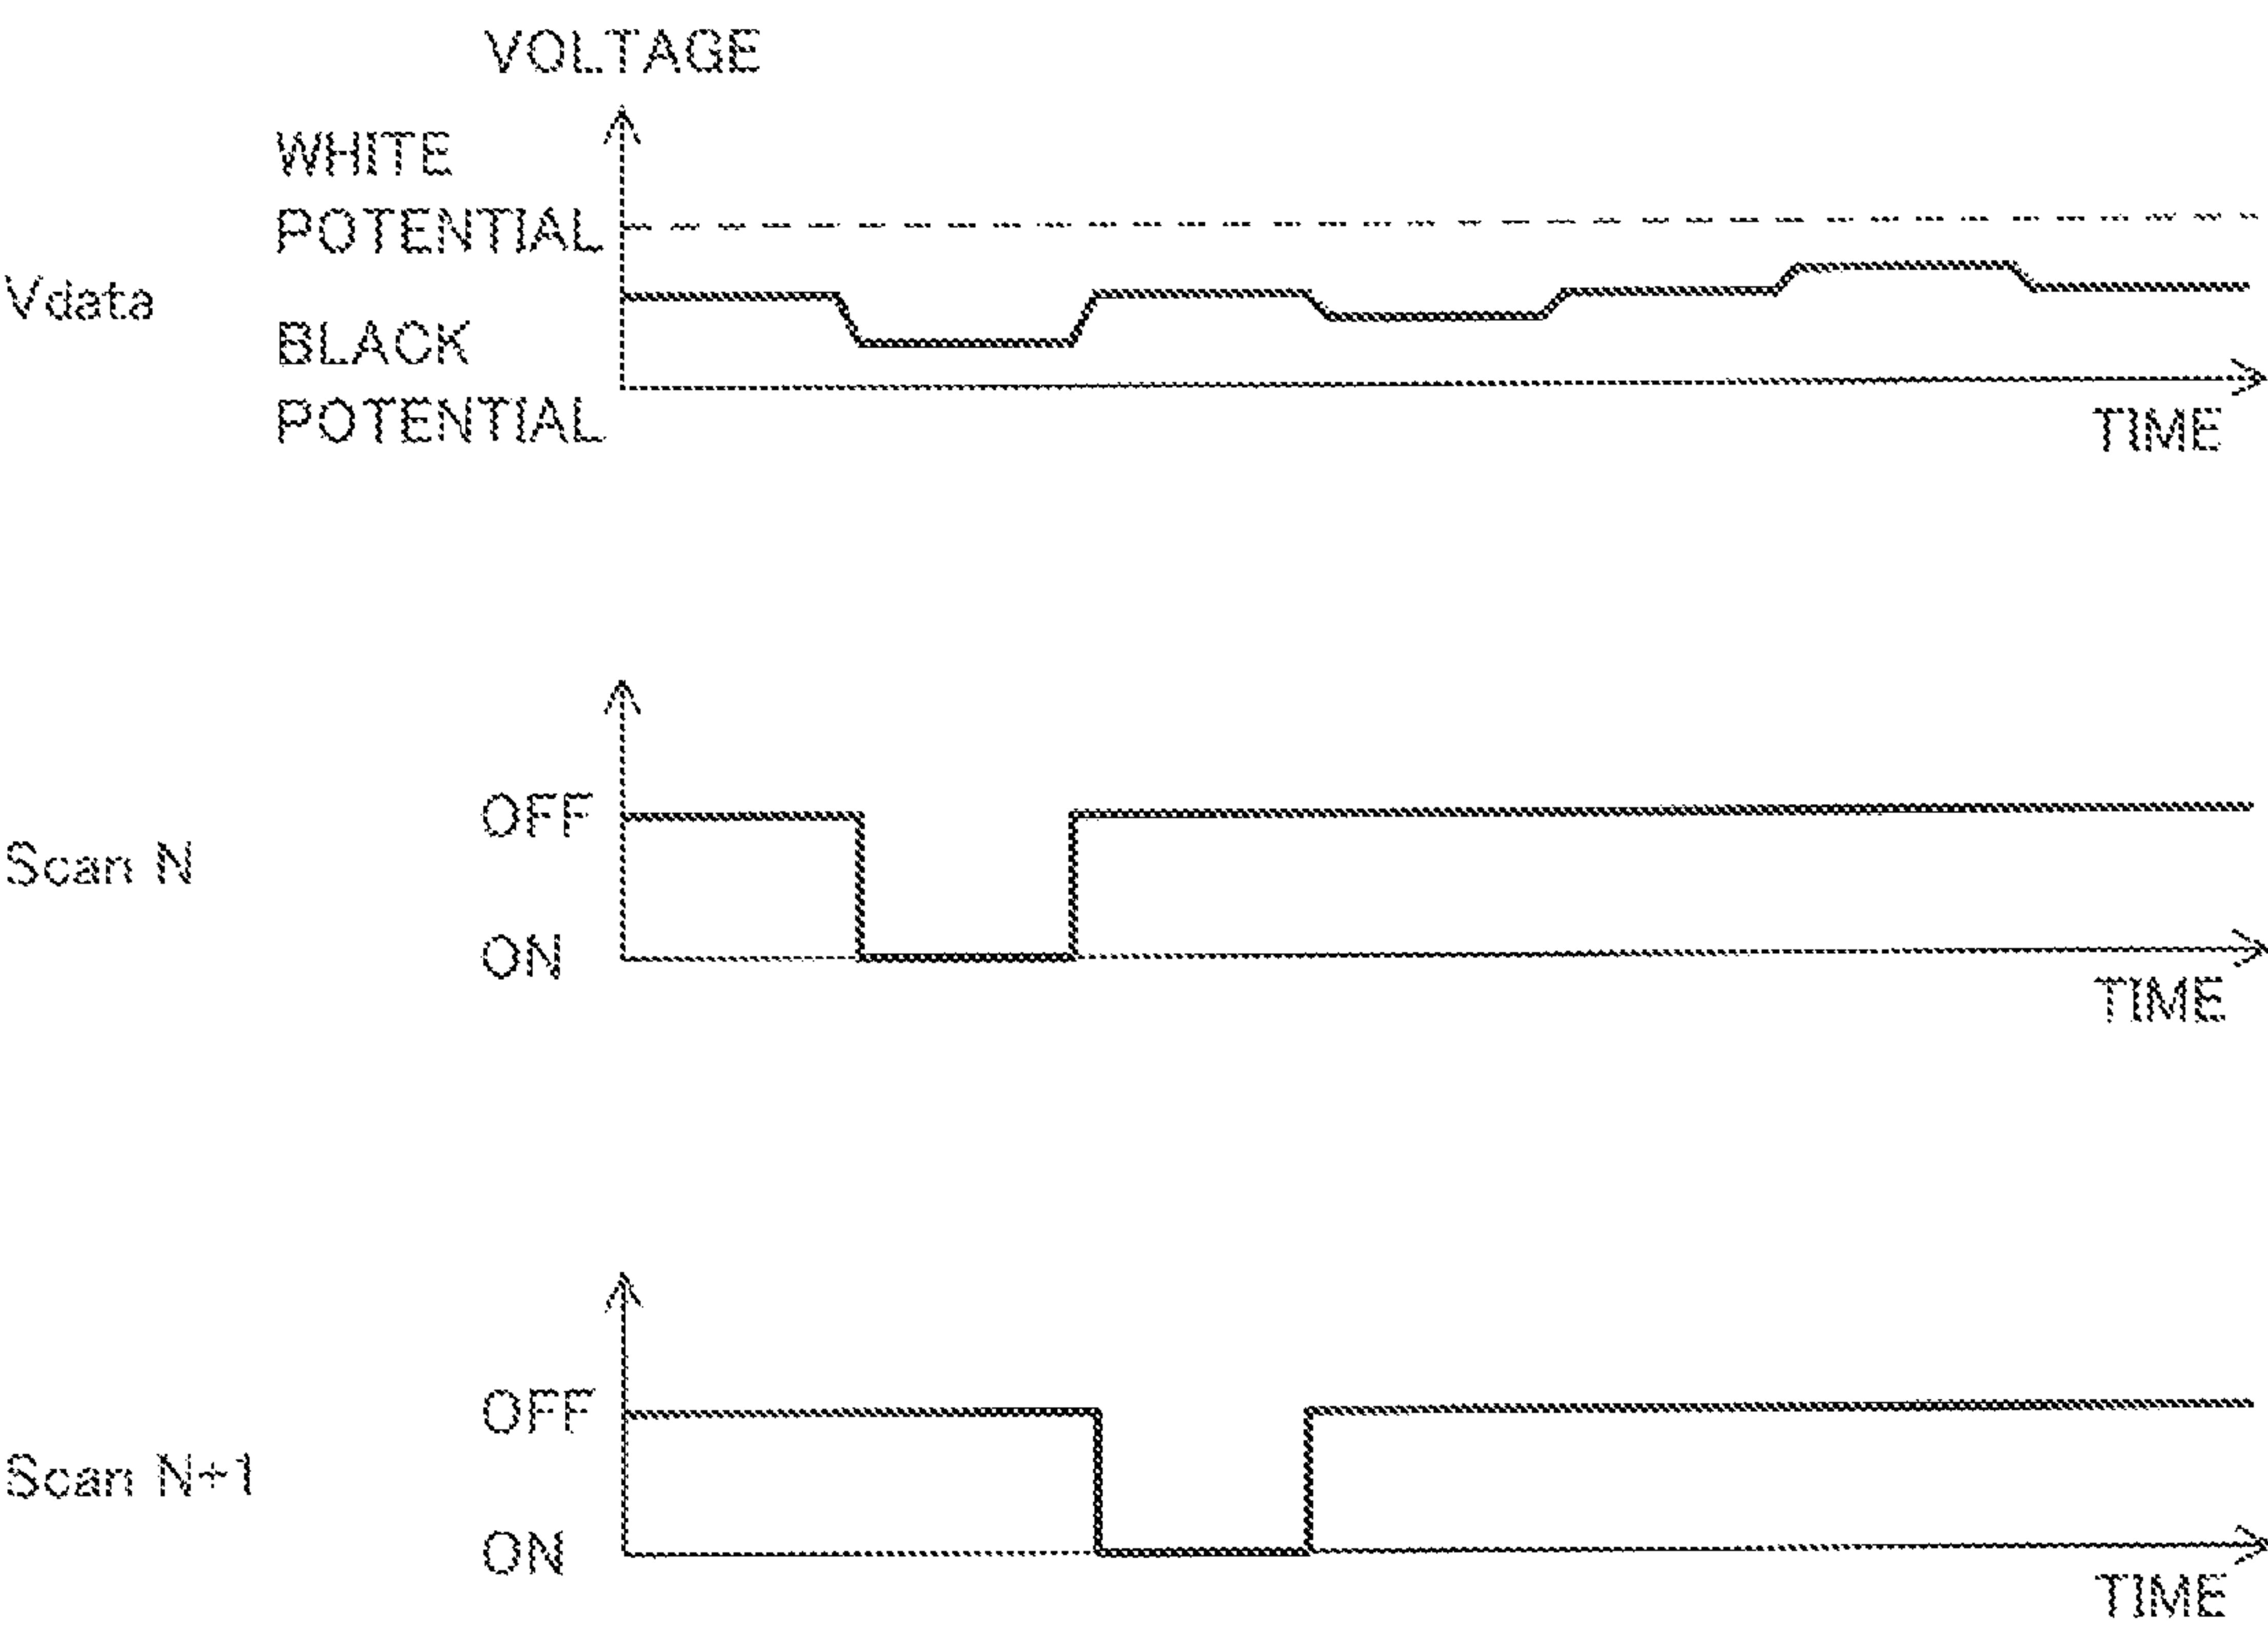 VOLTAGE
WHITE
POTENTIAL
Vdata
BLACK
POTENTIAL
TIME
OFF
Scan N
ON
TIME
OFF
Scan N+1
ON
TIME